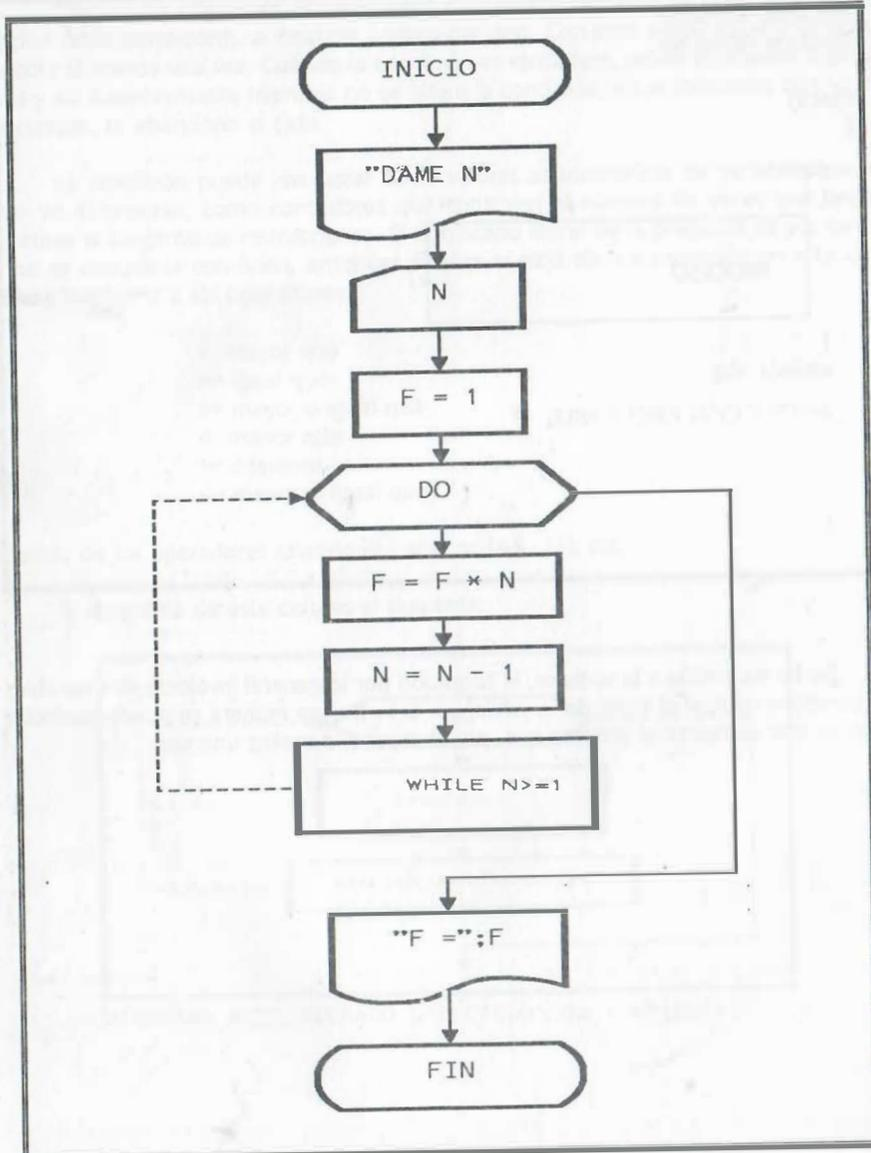 INICIO
"DAME N"
N
F = 1
DO
F = F * N
N = N - 1
WHILE N>=1
"F =";F
FIN